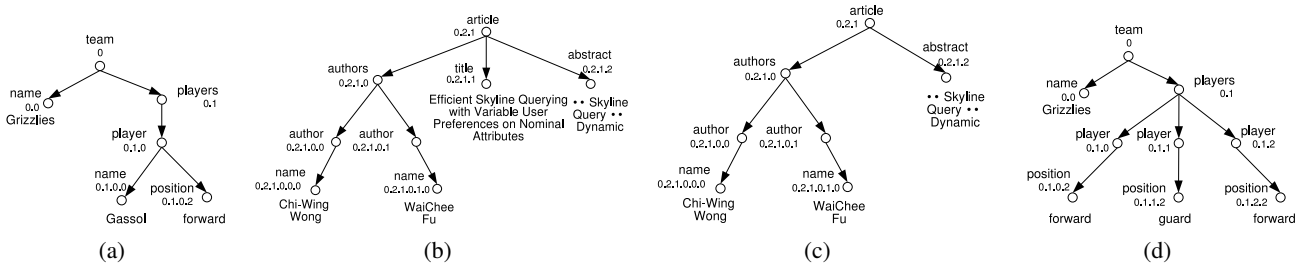 team
0
name
0.0
Grizzlies
players
0.1
player
0.1.0
name
0.1.0.0
Gassol
position
0.1.0.2
forward
(a)
article
0.2.1
authors
0.2.1.0
title
0.2.1.1
Efficient Skyline Querying
with Variable User
Preferences on Nominal
Attributes
abstract
0.2.1.2
•• Skyline
Query ••
Dynamic
author
0.2.1.0.0
author
0.2.1.0.1
name
0.2.1.0.0.0
Chi-Wing
Wong
name
0.2.1.0.1.0
WaiChee
Fu
(b)
article
0.2.1
authors
0.2.1.0
abstract
0.2.1.2
•• Skyline
Query ••
Dynamic
author
0.2.1.0.0
author
0.2.1.0.1
name
0.2.1.0.0.0
Chi-Wing
Wong
name
0.2.1.0.1.0
WaiChee
Fu
(c)
team
0
name
0.0
Grizzlies
players
0.1
player
0.1.0
player
0.1.1
player
0.1.2
position
0.1.0.2
forward
position
0.1.1.2
guard
position
0.1.2.2
forward
(d)